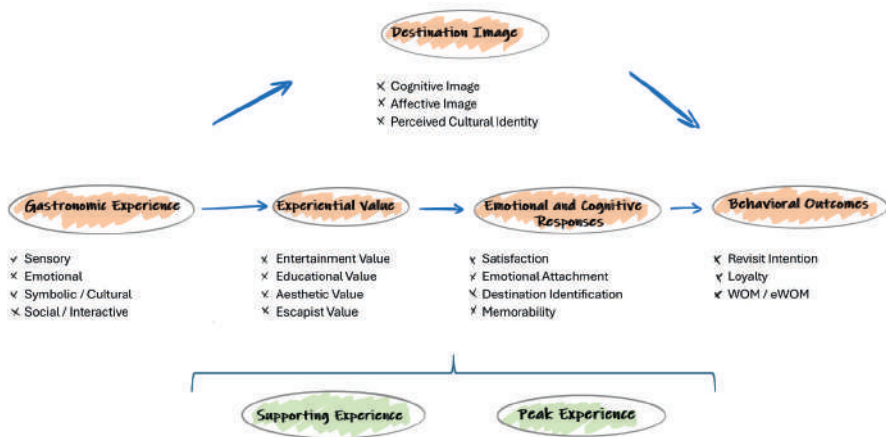 Destination Image
Cognitive Image
Affective Image
Perceived Cultural Identity
Gastronomic Experience
Sensory
Emotional
Symbolic / Cultural
Social / Interactive
Experiential Value
Entertainment Value
Educational Value
Aesthetic Value
Escapist Value
Emotional and Cognitive
Responses
Satisfaction
Emotional Attachment
Destination Identification
Memorability
Behavioral Outcomes
Revisit Intention
Loyalty
WOM / eWOM
Supporting Experience
Peak Experience